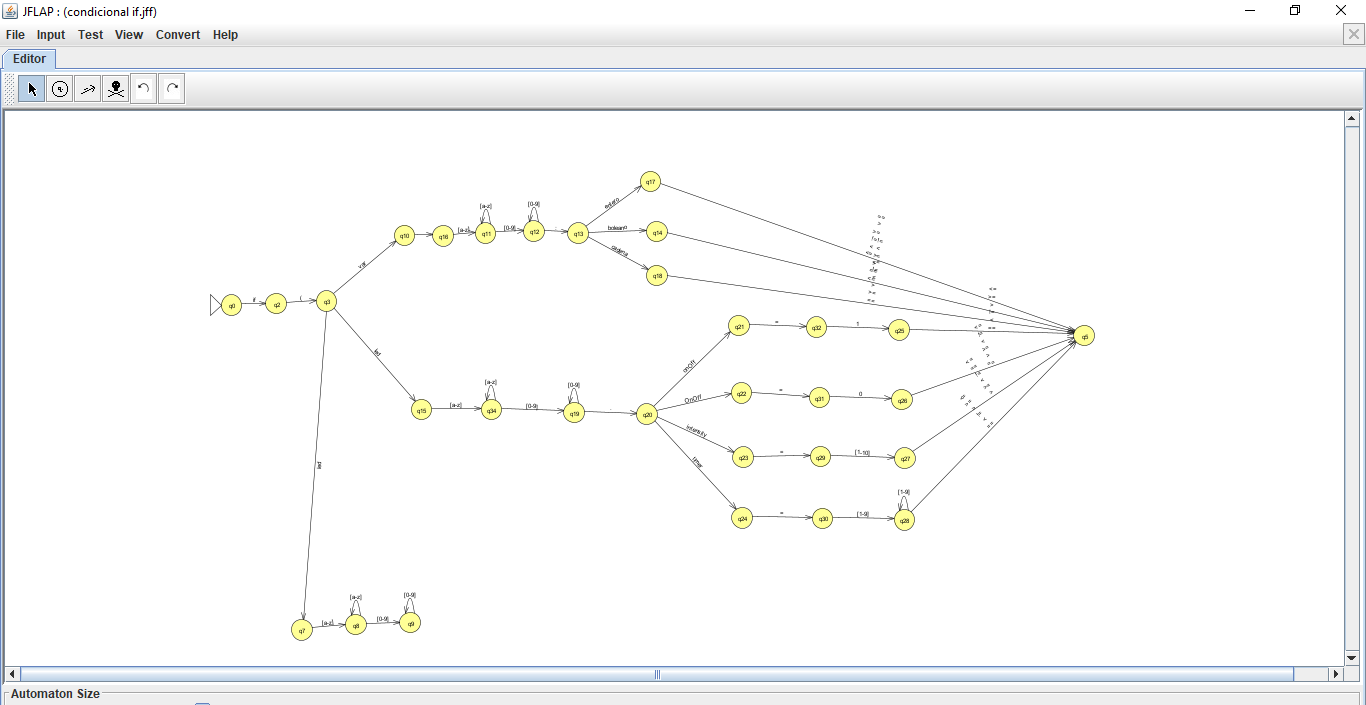 JFLAP : (condicional if.jff)
File Input Test View Convert Help
Editor
q17
[a-z]
[0-9]
entero
q10
q16
[a-z]
q11
[0-9]
q12
q13
boleano
q14
cadena
q18
var
q0
if
q2
(
q3
led
q21
=
q32
1
q25
q5
onOff
[a-z]
[0-9]
q22
=
q31
0
q26
OnOff
q15
[a-z]
q34
[0-9]
q19
q20
intensity
q23
=
q29
[1-10]
q27
led
timer
[1-9]
q24
=
q30
[1-9]
q28
[a-z]
[0-9]
q7
[a-z]
q8
[0-9]
q9
Automaton Size